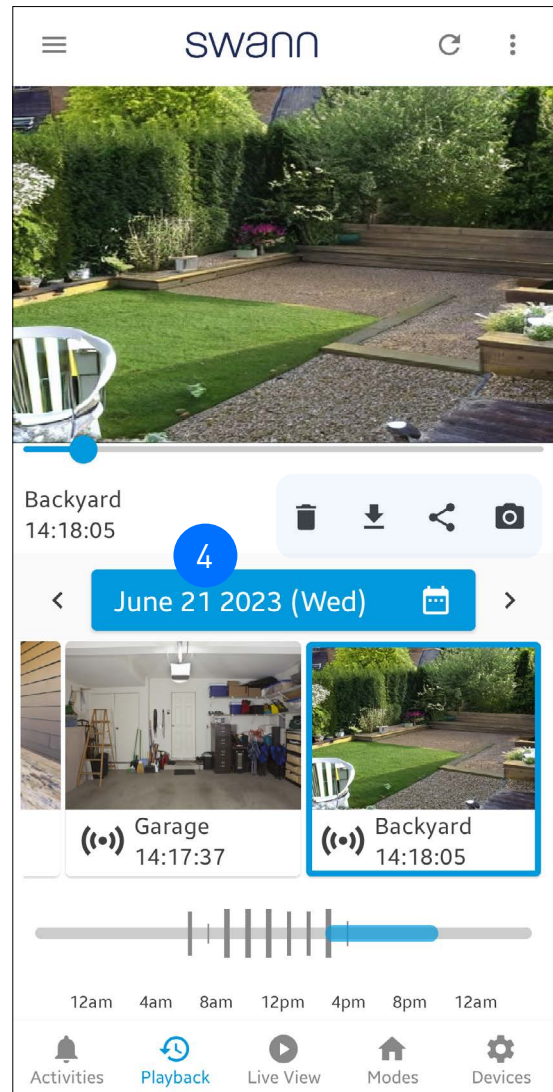 swann
Backyard
14:18:05
4
June 21 2023 (Wed)
Garage
14:17:37
Backyard
14:18:05
12am 4am 8am 12pm 4pm 8pm 12am
Activities Playback Live View Modes Devices